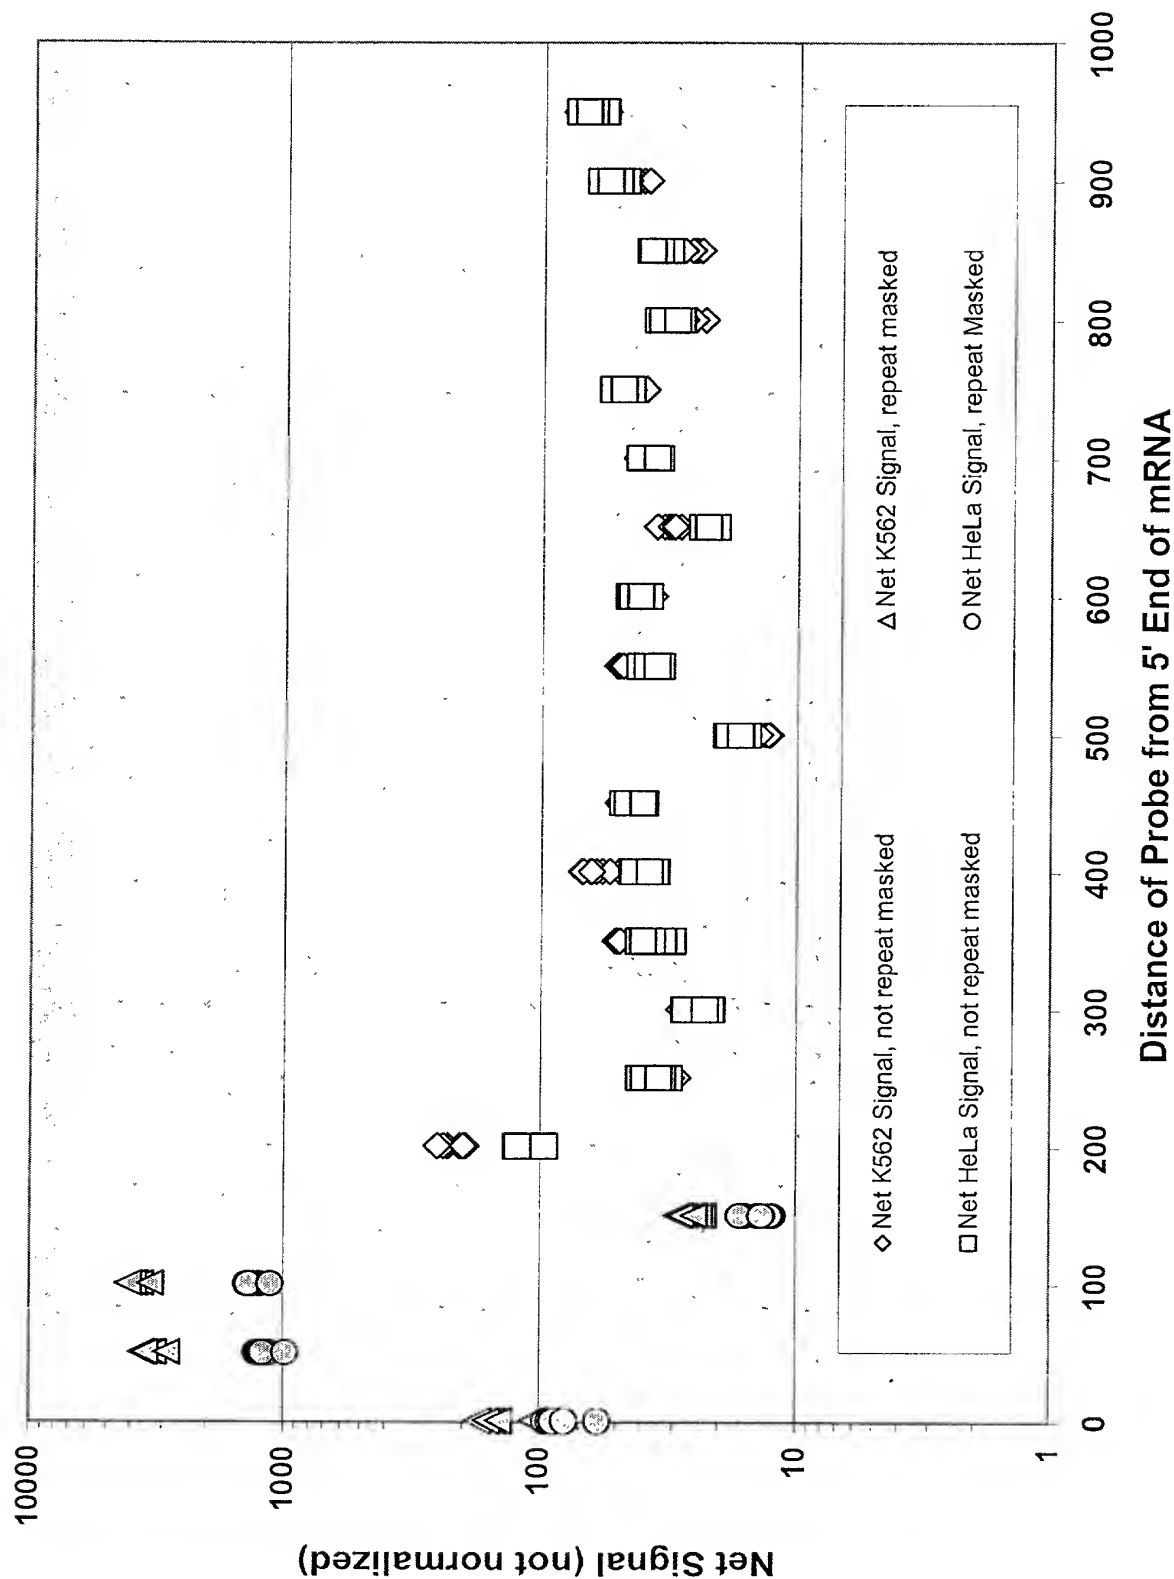 Net Signal (not normalized)
10000
1000
100
10
1
0
100
200
300
400
500
600
700
800
900
1000
Distance of Probe from 5' End of mRNA
Net K562 Signal, not repeat masked
Net K562 Signal, repeat masked
Net HeLa Signal, not repeat masked
Net HeLa Signal, repeat Masked